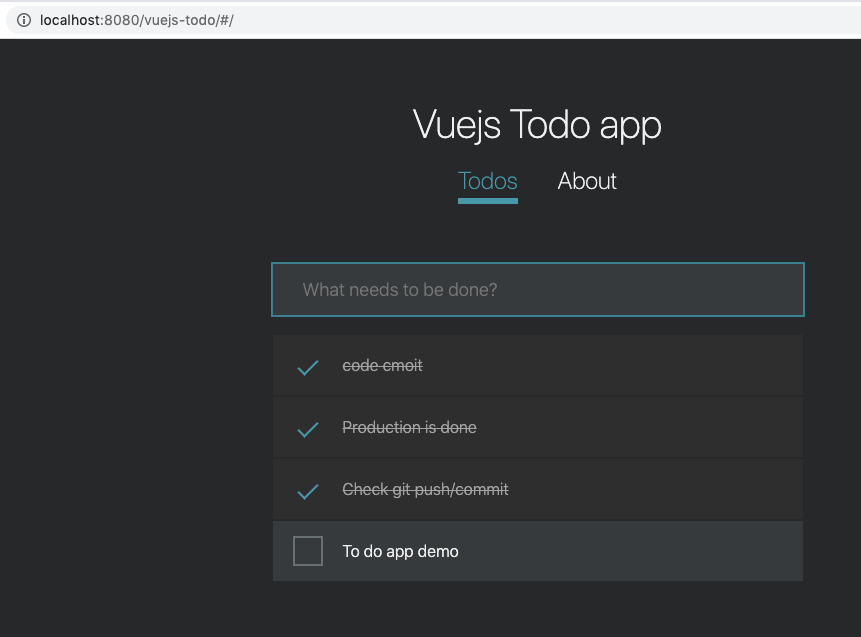 localhost:8080/vuejs-todo/#/
Vuejs Todo app
Todos About
What needs to be done?
code cmoit
Production is done
Check git push/commit
To do app demo